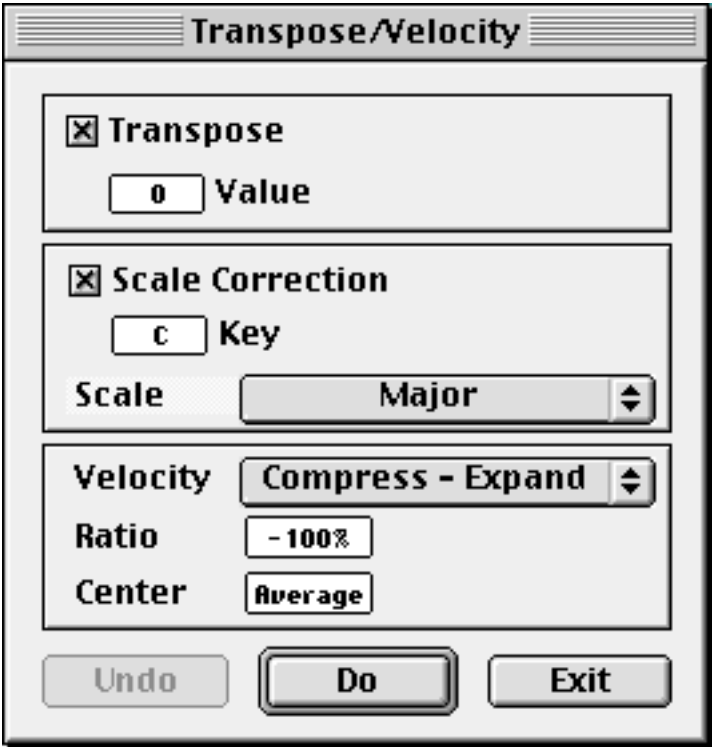 Transpose/Velocity
Transpose
0 Value
Scale Correction
C Key
Scale Major
Velocity Compress - Expand
Ratio -100%
Center Average
Undo Do Exit